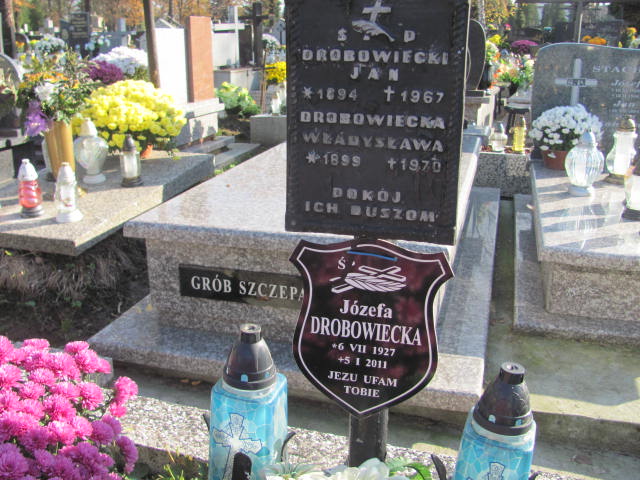 Ś P
DROBOWIECKI
JAN
* 1894 † 1967
DROBOWIECKA
WŁADYSŁAWA
* 1899 † 1970
POKÓJ
ICH DUSZOM
Ś
Józefa
DROBOWIECKA
*6 VII 1927
+5 I 2011
JEZU UFAM
TOBIE
GRÓB SZCZEPA
Ś P
STAC